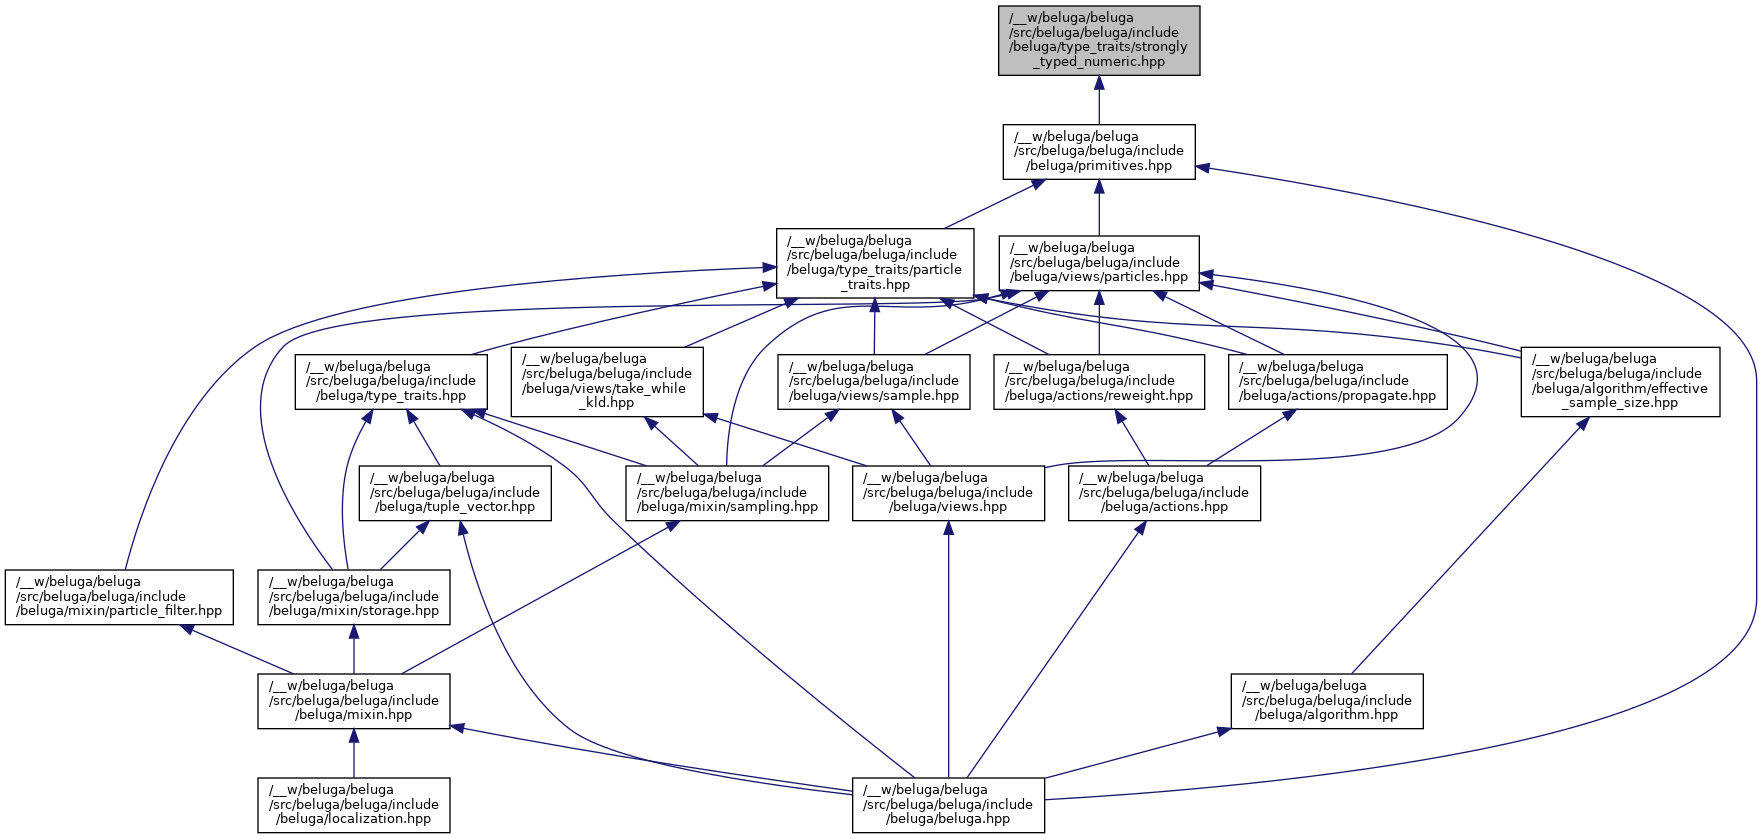 /__w/beluga/beluga
/src/beluga/beluga/include
/beluga/type_traits/strongly
_typed_numeric.hpp
/__w/beluga/beluga
/src/beluga/beluga/include
/beluga/primitives.hpp
/__w/beluga/beluga
/src/beluga/beluga/include
/beluga/type_traits/particle
_traits.hpp
/__w/beluga/beluga
/src/beluga/beluga/include
/beluga/views/particles.hpp
/__w/beluga/beluga
/src/beluga/beluga/include
/beluga/type_traits.hpp
/__w/beluga/beluga
/src/beluga/beluga/include
/beluga/views/take_while
_kld.hpp
/__w/beluga/beluga
/src/beluga/beluga/include
/beluga/views/sample.hpp
/__w/beluga/beluga
/src/beluga/beluga/include
/beluga/actions/reweight.hpp
/__w/beluga/beluga
/src/beluga/beluga/include
/beluga/actions/propagate.hpp
/__w/beluga/beluga
/src/beluga/beluga/include
/beluga/algorithm/effective
_sample_size.hpp
/__w/beluga/beluga
/src/beluga/beluga/include
/beluga/tuple_vector.hpp
/__w/beluga/beluga
/src/beluga/beluga/include
/beluga/mixin/sampling.hpp
/__w/beluga/beluga
/src/beluga/beluga/include
/beluga/views.hpp
/__w/beluga/beluga
/src/beluga/beluga/include
/beluga/actions.hpp
/__w/beluga/beluga
/src/beluga/beluga/include
/beluga/mixin/particle_filter.hpp
/__w/beluga/beluga
/src/beluga/beluga/include
/beluga/mixin/storage.hpp
/__w/beluga/beluga
/src/beluga/beluga/include
/beluga/mixin.hpp
/__w/beluga/beluga
/src/beluga/beluga/include
/beluga/algorithm.hpp
/__w/beluga/beluga
/src/beluga/beluga/include
/beluga/localization.hpp
/__w/beluga/beluga
/src/beluga/beluga/include
/beluga/beluga.hpp